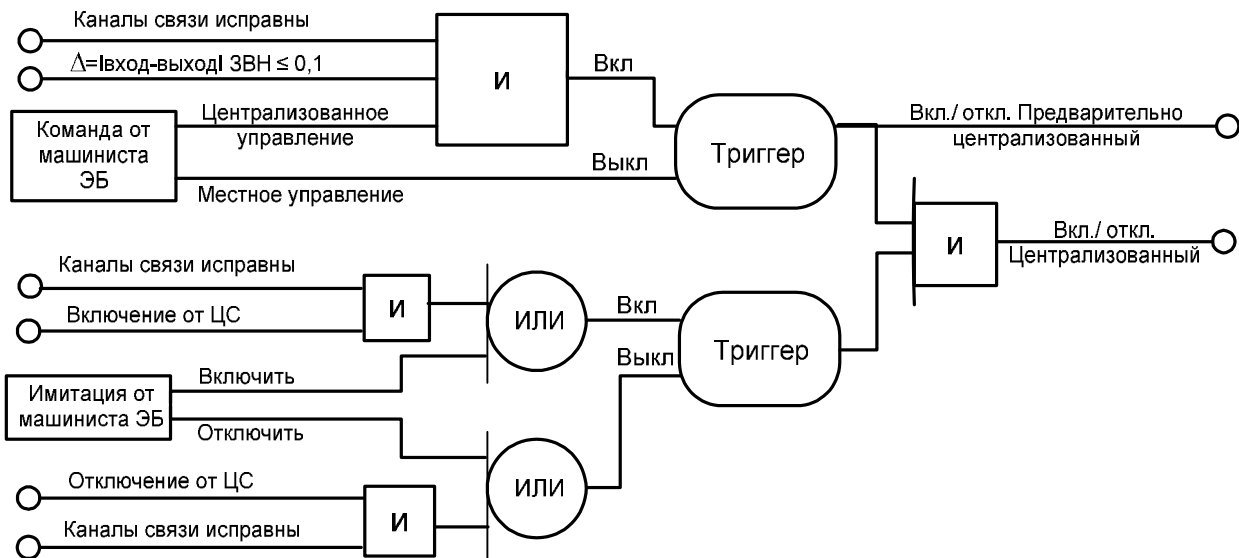 Каналы связи исправны
Δ=Iвход-выходI ЗВН ≤ 0,1
И
Вкл
Команда от
машиниста
ЭБ
Централизованное
управление
Местное управление
Выкл
Триггер
Вкл./ откл. Предварительно
централизованный
Каналы связи исправны
Включение от ЦС
И
ИЛИ
Вкл
Выкл
Триггер
И
Вкл./ откл.
Централизованный
Имитация от
машиниста ЭБ
Включить
Отключить
Отключение от ЦС
Каналы связи исправны
И
ИЛИ